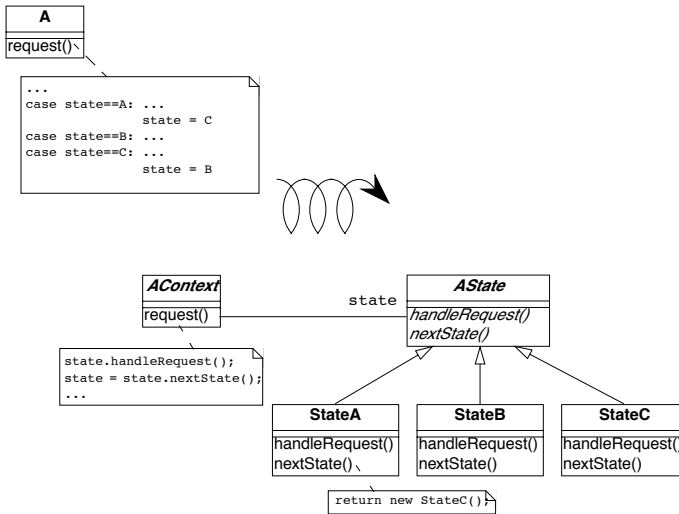 A
request()
...
case state==A: ...
state = C
case state==B: ...
case state==C: ...
state = B
AContext
request()
state
AState
handleRequest()
nextState()
state.handleRequest();
state = state.nextState();
...
StateA
handleRequest()
nextState()
StateB
handleRequest()
nextState()
StateC
handleRequest()
nextState()
return new StateC();